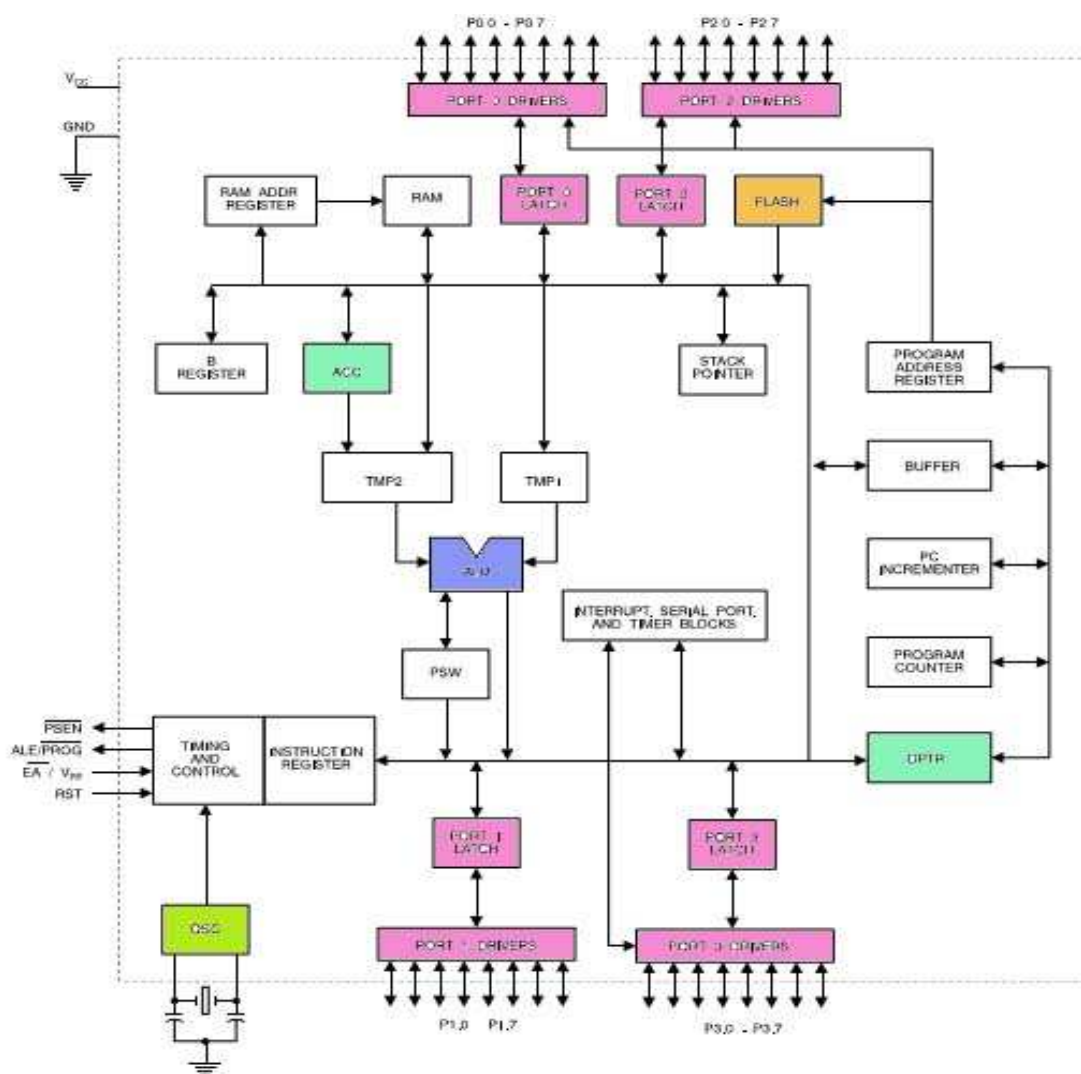 P0.0 - P0.7
P2.0 - P2.7
VCC
PORT 0 DRIVERS
PORT 2 DRIVERS
GND
RAM ADDR
REGISTER
RAM
PORT 0
LATCH
PORT 2
LATCH
FLASH
B
REGISTER
ACC
STACK
POINTER
PROGRAM
ADDRESS
REGISTER
TMP2
TMP1
BUFFER
ALU
PC
INCREMENTER
INTERRUPT, SERIAL PORT,
AND TIMER BLOCKS
PSW
PROGRAM
COUNTER
PSEN
ALE/PROG
EA / VPP
RST
TIMING
AND
CONTROL
INSTRUCTION
REGISTER
DPTR
PORT 1
LATCH
PORT 3
LATCH
OSC
PORT 1 DRIVERS
PORT 3 DRIVERS
P1.0 P1.7
P3.0 - P3.7